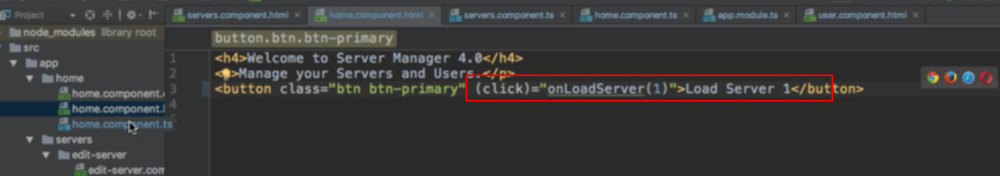 Project
servers.component.html
home.component.html
servers.component.ts
home.component.ts
app.module.ts
user.component.html
node_modules library root
button.btn.btn-primary
src
1 <h4>Welcome to Server Manager 4.0</h4>
app
2 >Manage your Servers and Users.</p>
home
3 <button class="btn btn-primary" (click)="onLoadServer(1)">Load Server 1</button>
home.component.
4
home.component.
home.component.ts
servers
edit-server
edit-server.com